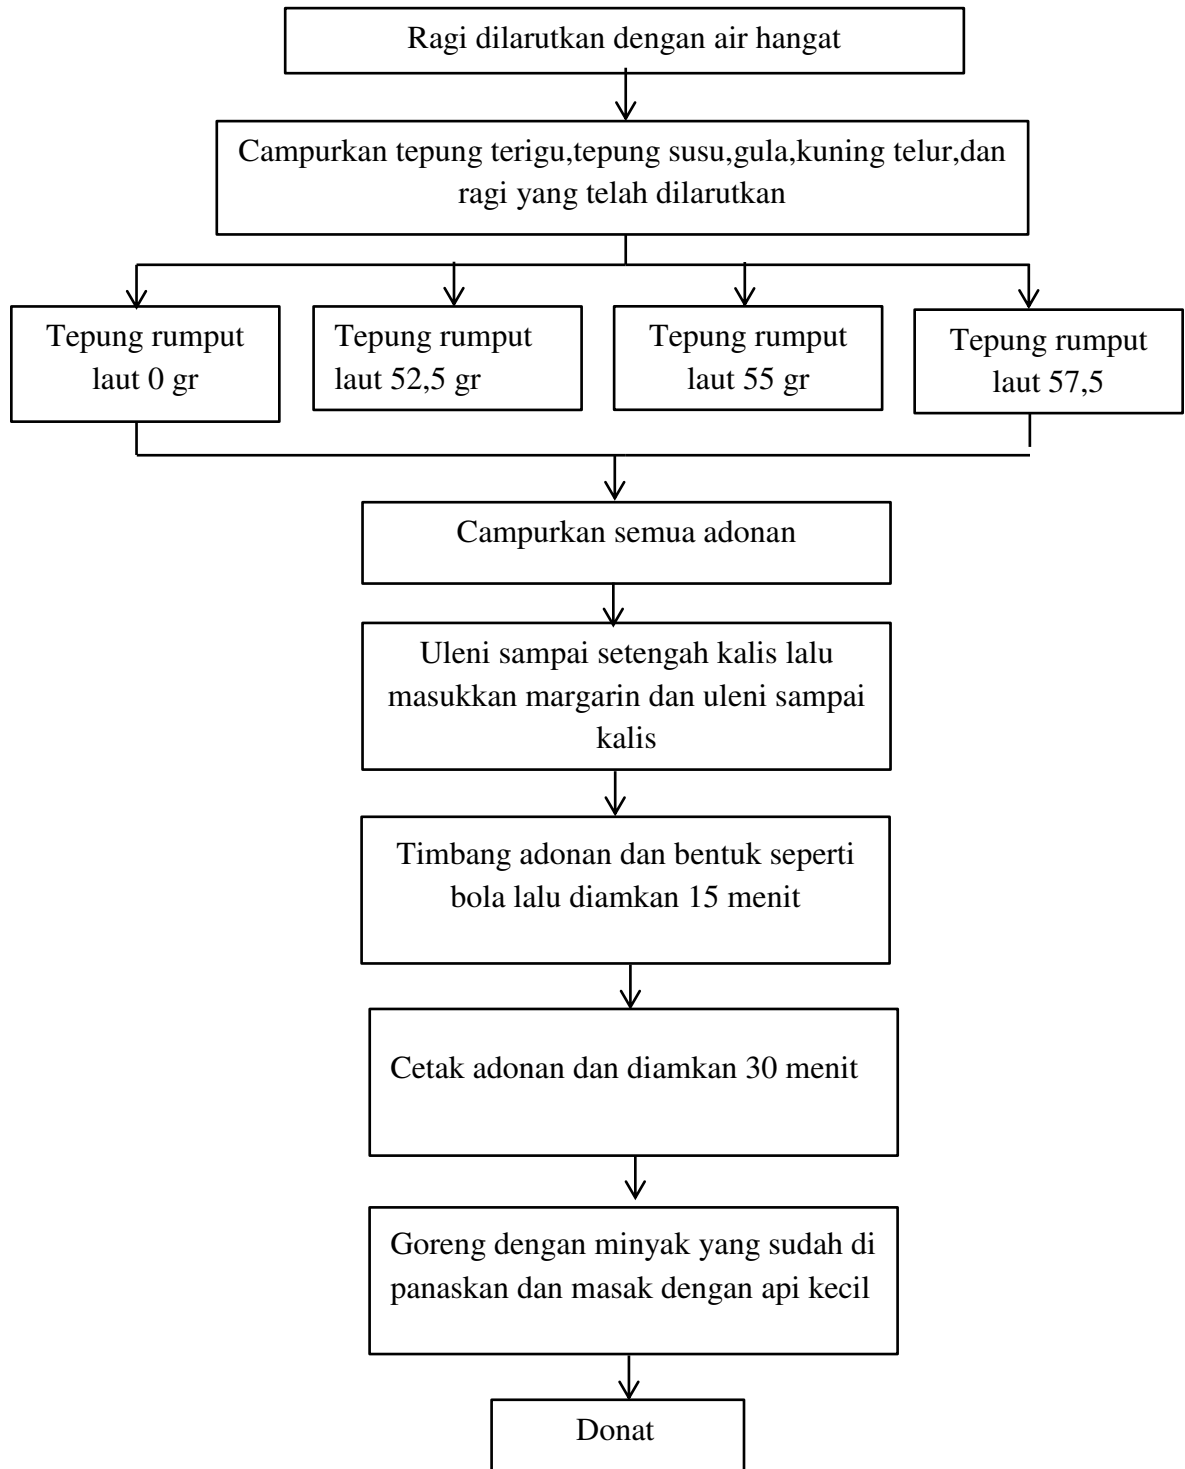 Ragi dilarutkan dengan air hangat
Campurkan tepung terigu,tepung susu,gula,kuning telur,dan
ragi yang telah dilarutkan
Tepung rumput
laut 0 gr
Tepung rumput
laut 52,5 gr
Tepung rumput
laut 55 gr
Tepung rumput
laut 57,5
Campurkan semua adonan
Uleni sampai setengah kalis lalu
masukkan margarin dan uleni sampai
kalis
Timbang adonan dan bentuk seperti
bola lalu diamkan 15 menit
Cetak adonan dan diamkan 30 menit
Goreng dengan minyak yang sudah di
panaskan dan masak dengan api kecil
Donat